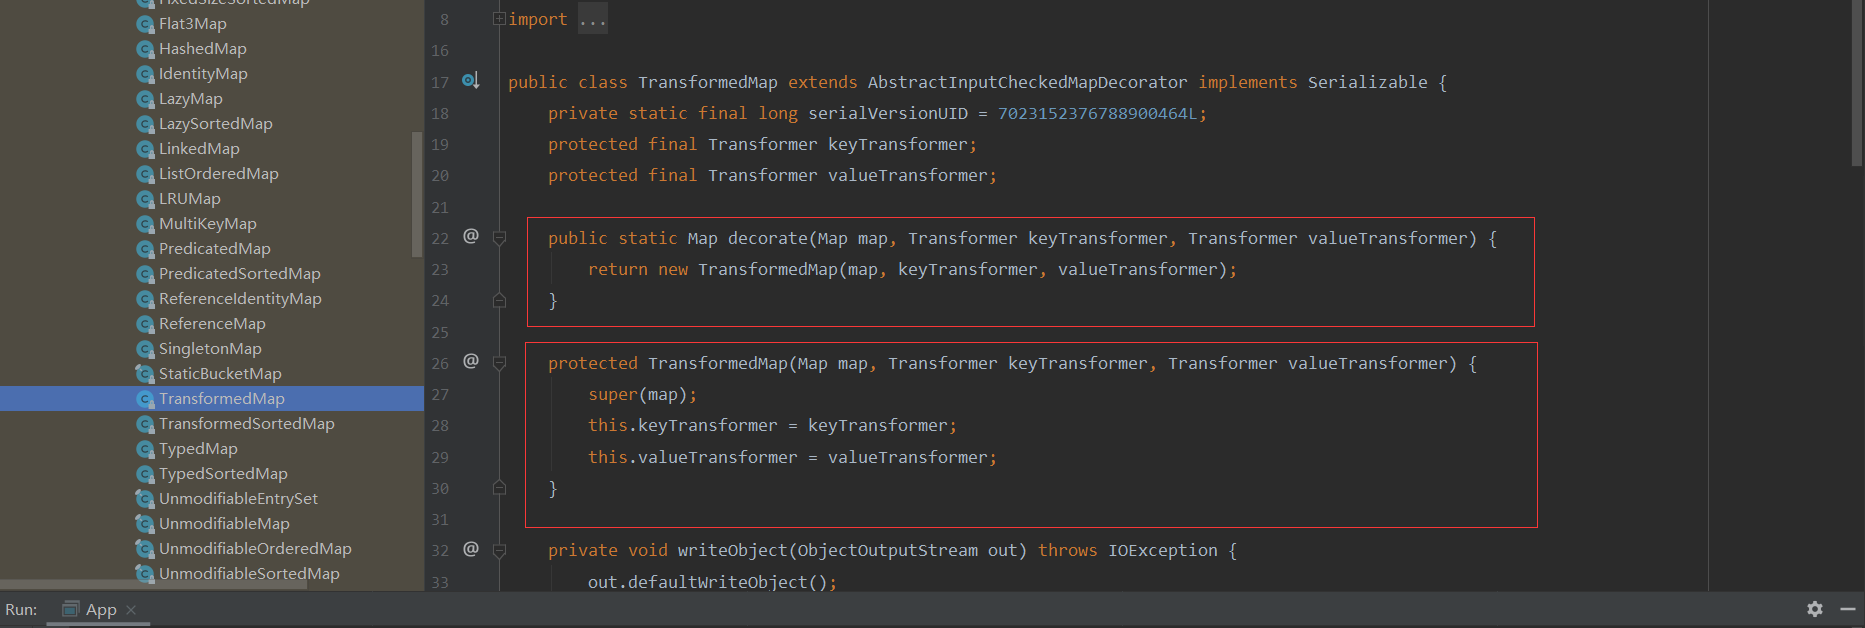 FixedSizeSortedMap
Flat3Map
HashedMap
IdentityMap
LazyMap
LazySortedMap
LinkedMap
ListOrderedMap
LRUMap
MultiKeyMap
PredicatedMap
PredicatedSortedMap
ReferenceIdentityMap
ReferenceMap
SingletonMap
StaticBucketMap
TransformedMap
TransformedSortedMap
TypedMap
TypedSortedMap
UnmodifiableEntrySet
UnmodifiableMap
UnmodifiableOrderedMap
UnmodifiableSortedMap
8 import ...
16
17 public class TransformedMap extends AbstractInputCheckedMapDecorator implements Serializable {
18 private static final long serialVersionUID = 7023152376788900464L;
19 protected final Transformer keyTransformer;
20 protected final Transformer valueTransformer;
21
22 @ public static Map decorate(Map map, Transformer keyTransformer, Transformer valueTransformer) {
23 return new TransformedMap(map, keyTransformer, valueTransformer);
24 }
25
26 @ protected TransformedMap(Map map, Transformer keyTransformer, Transformer valueTransformer) {
27 super(map);
28 this.keyTransformer = keyTransformer;
29 this.valueTransformer = valueTransformer;
30 }
31
32 @ private void writeObject(ObjectOutputStream out) throws IOException {
33 out.defaultWriteObject();
Run: App